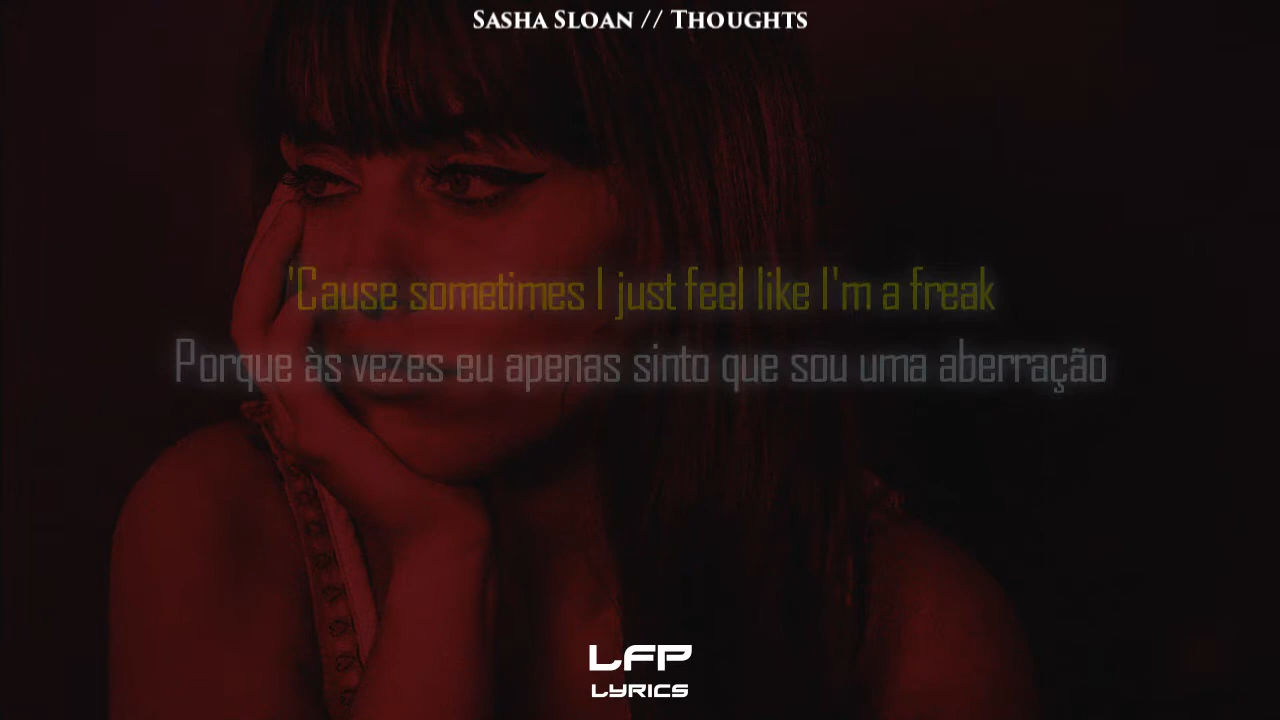 Sasha Sloan // Thoughts
'Cause sometimes I just feel like I'm a freak
Porque às vezes eu apenas sinto que sou uma aberração
LFP
LYRICS